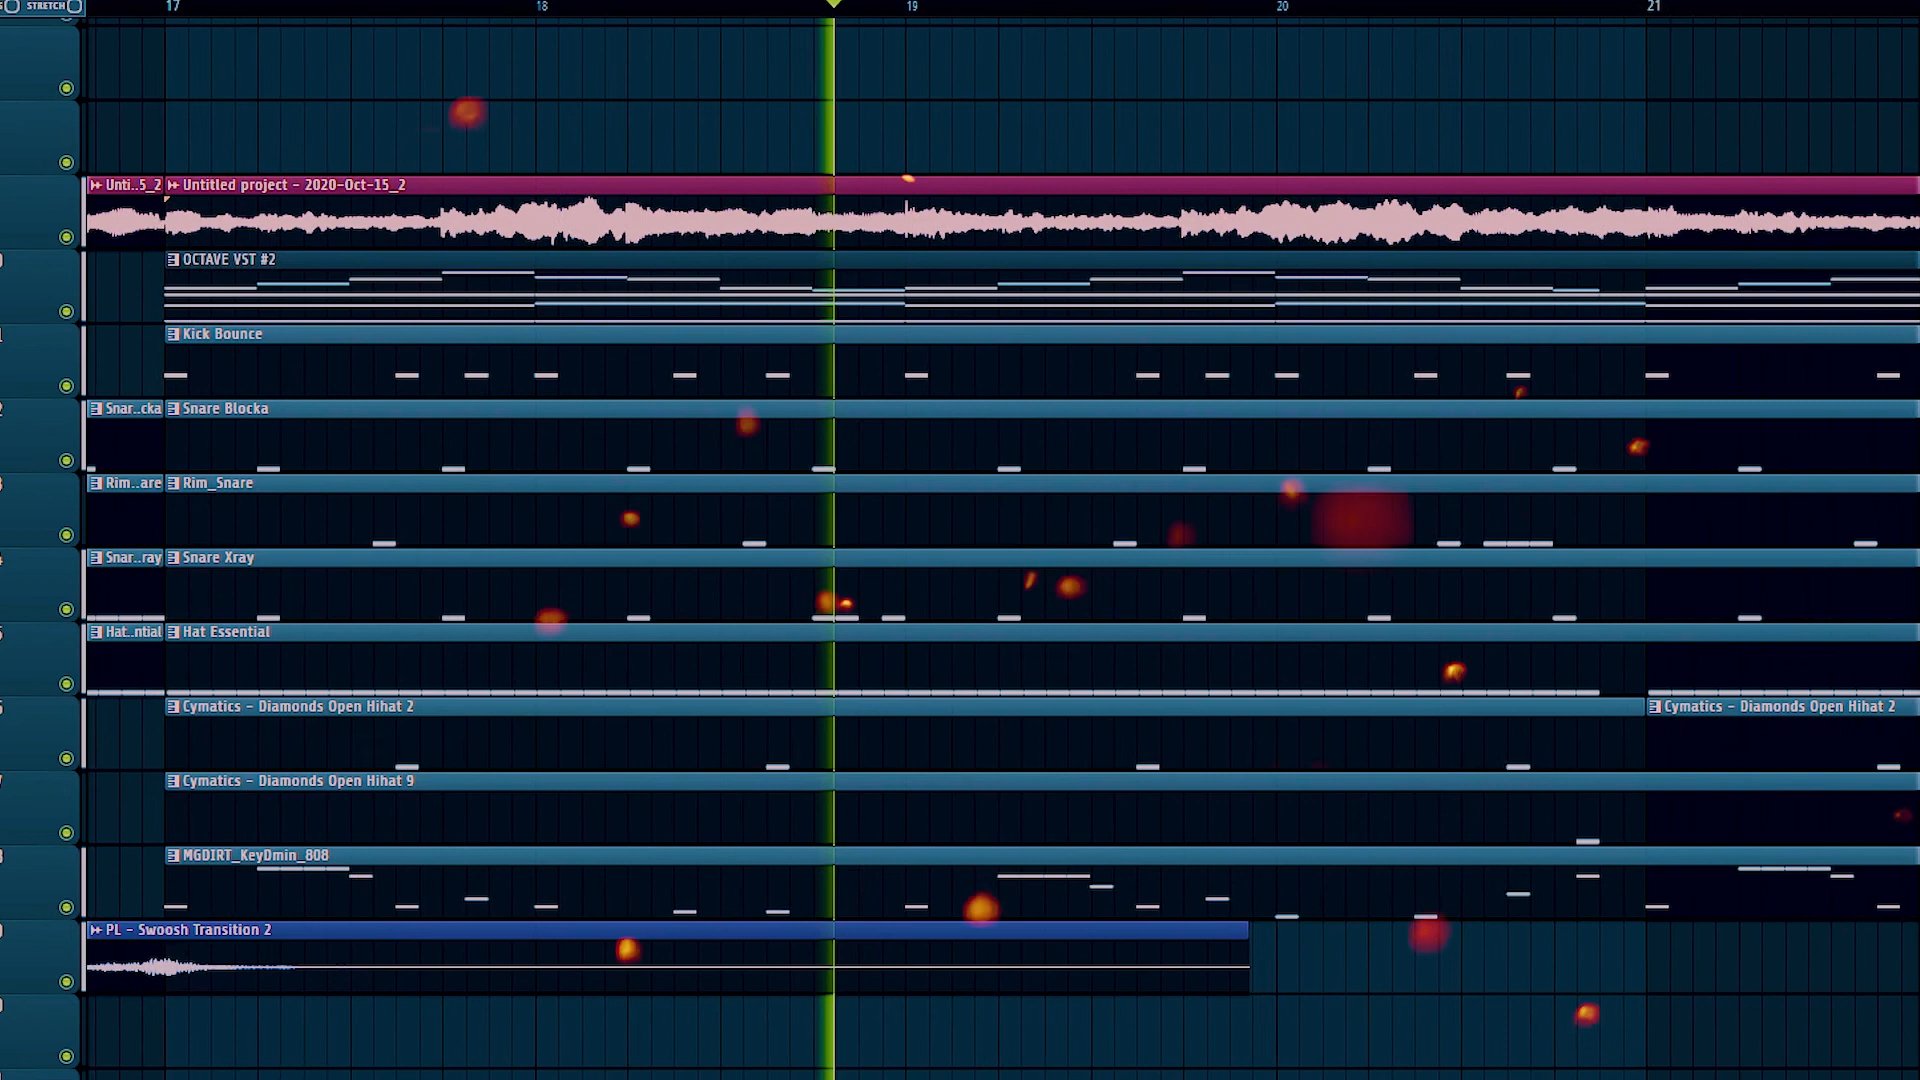 STRETCH 17 18 19 20 21
Unti..5_2 Untitled project - 2020-Oct-15_2
OCTAVE VST #2
Kick Bounce
Snar..cka Snare Blocka
Rim..are Rim_Snare
Snar..ray Snare Xray
Hat..ntial Hat Essential
Cymatics - Diamonds Open Hihat 2 Cymatics - Diamonds Open Hihat 2
Cymatics - Diamonds Open Hihat 9
MGDIRT_KeyDmin_808
PL - Swoosh Transition 2